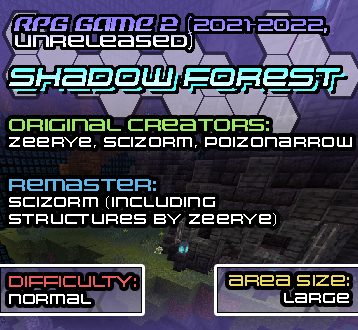 RPG GAME 2 (2021-2022,
UNRELEASED)
SHADOW FOREST
ORIGINAL CREATORS:
ZEERYE, SCIZORM, POIZONARROW
REMASTER:
SCIZORM (INCLUDING
STRUCTURES BY ZEERYE)
DIFFICULTY:
NORMAL
AREA SIZE:
LARGE